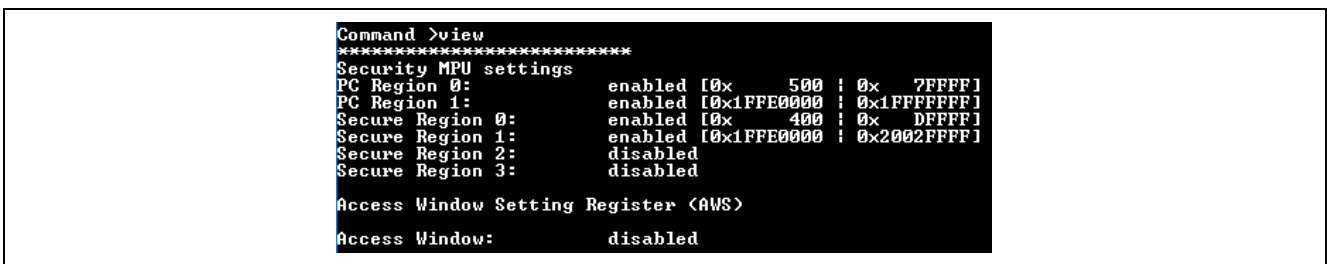 Command >view
**************************
Security MPU settings
PC Region 0:            enabled [0x     500 | 0x   7FFFF]
PC Region 1:            enabled [0x1FFE0000 | 0x1FFFFFFF]
Secure Region 0:        enabled [0x     400 | 0x   DFFFF]
Secure Region 1:        enabled [0x1FFE0000 | 0x2002FFFF]
Secure Region 2:        disabled
Secure Region 3:        disabled
Access Window Setting Register (AWS)
Access Window:          disabled